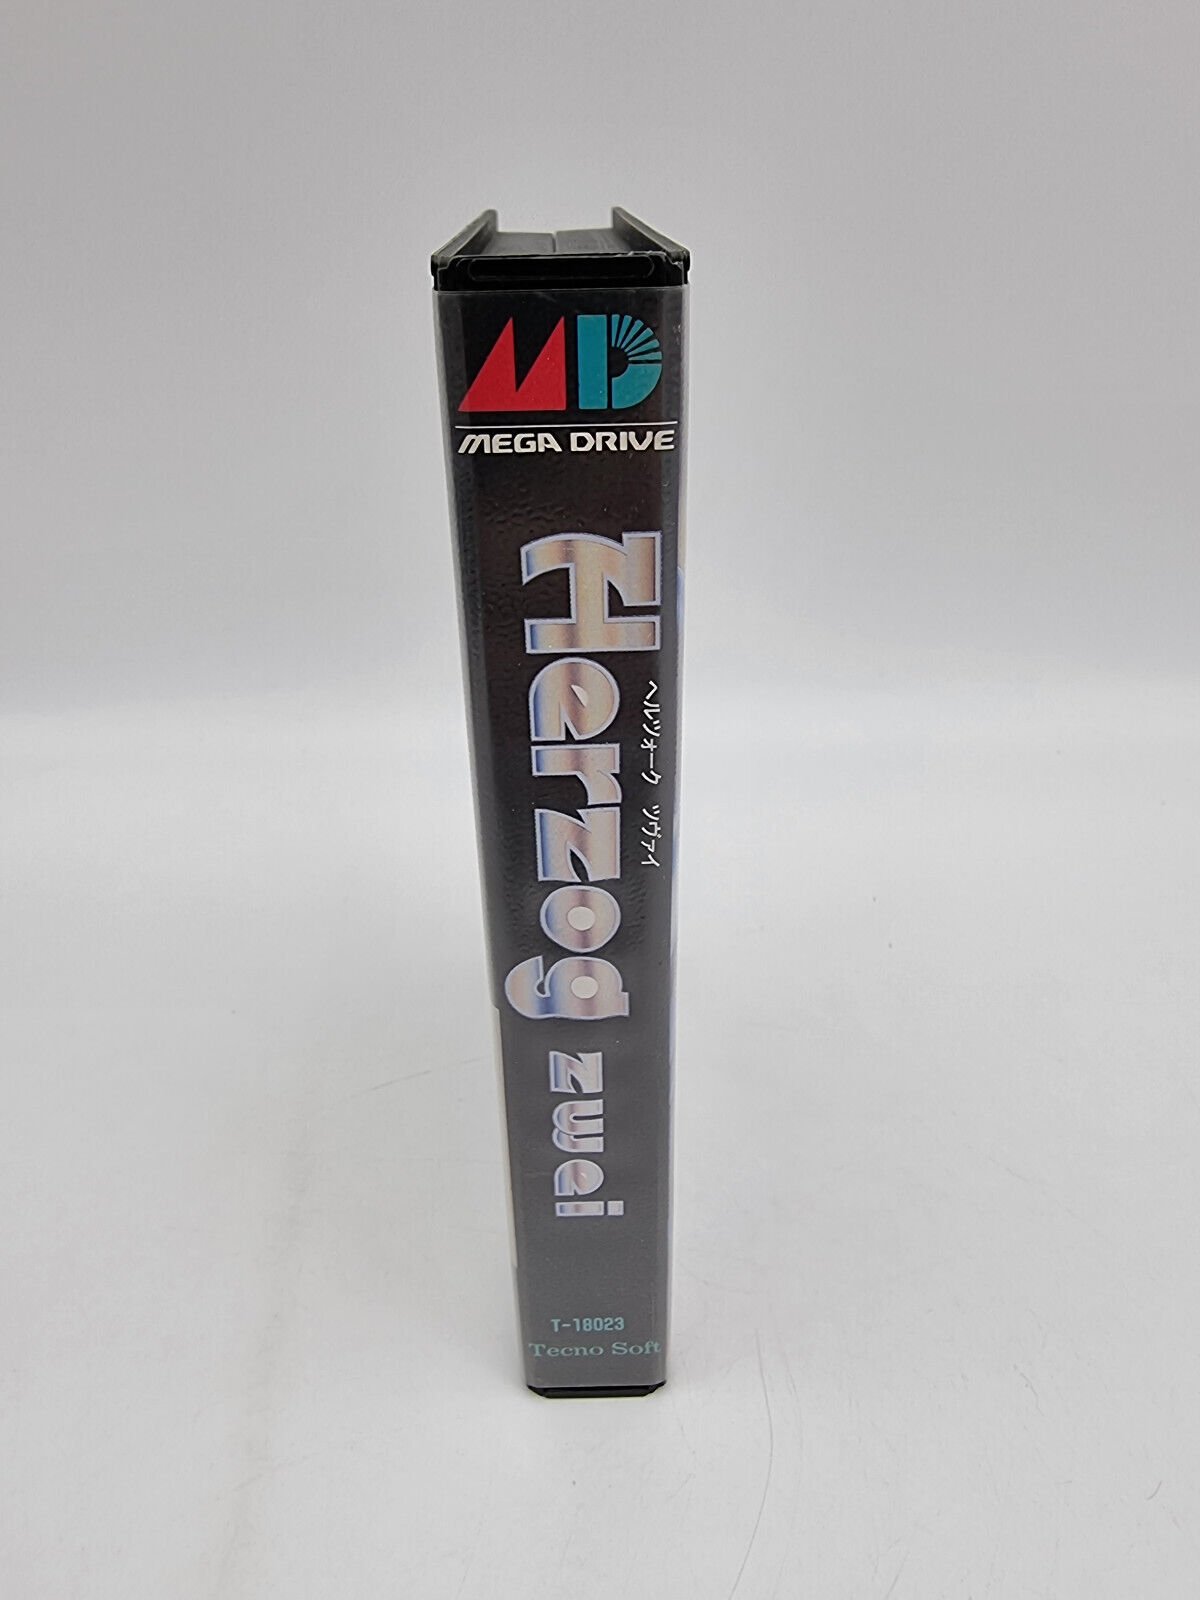 MD
MEGA DRIVE
Herzog zwei
ヘルツォーク ツヴァイ
T-18023
Tecno Soft